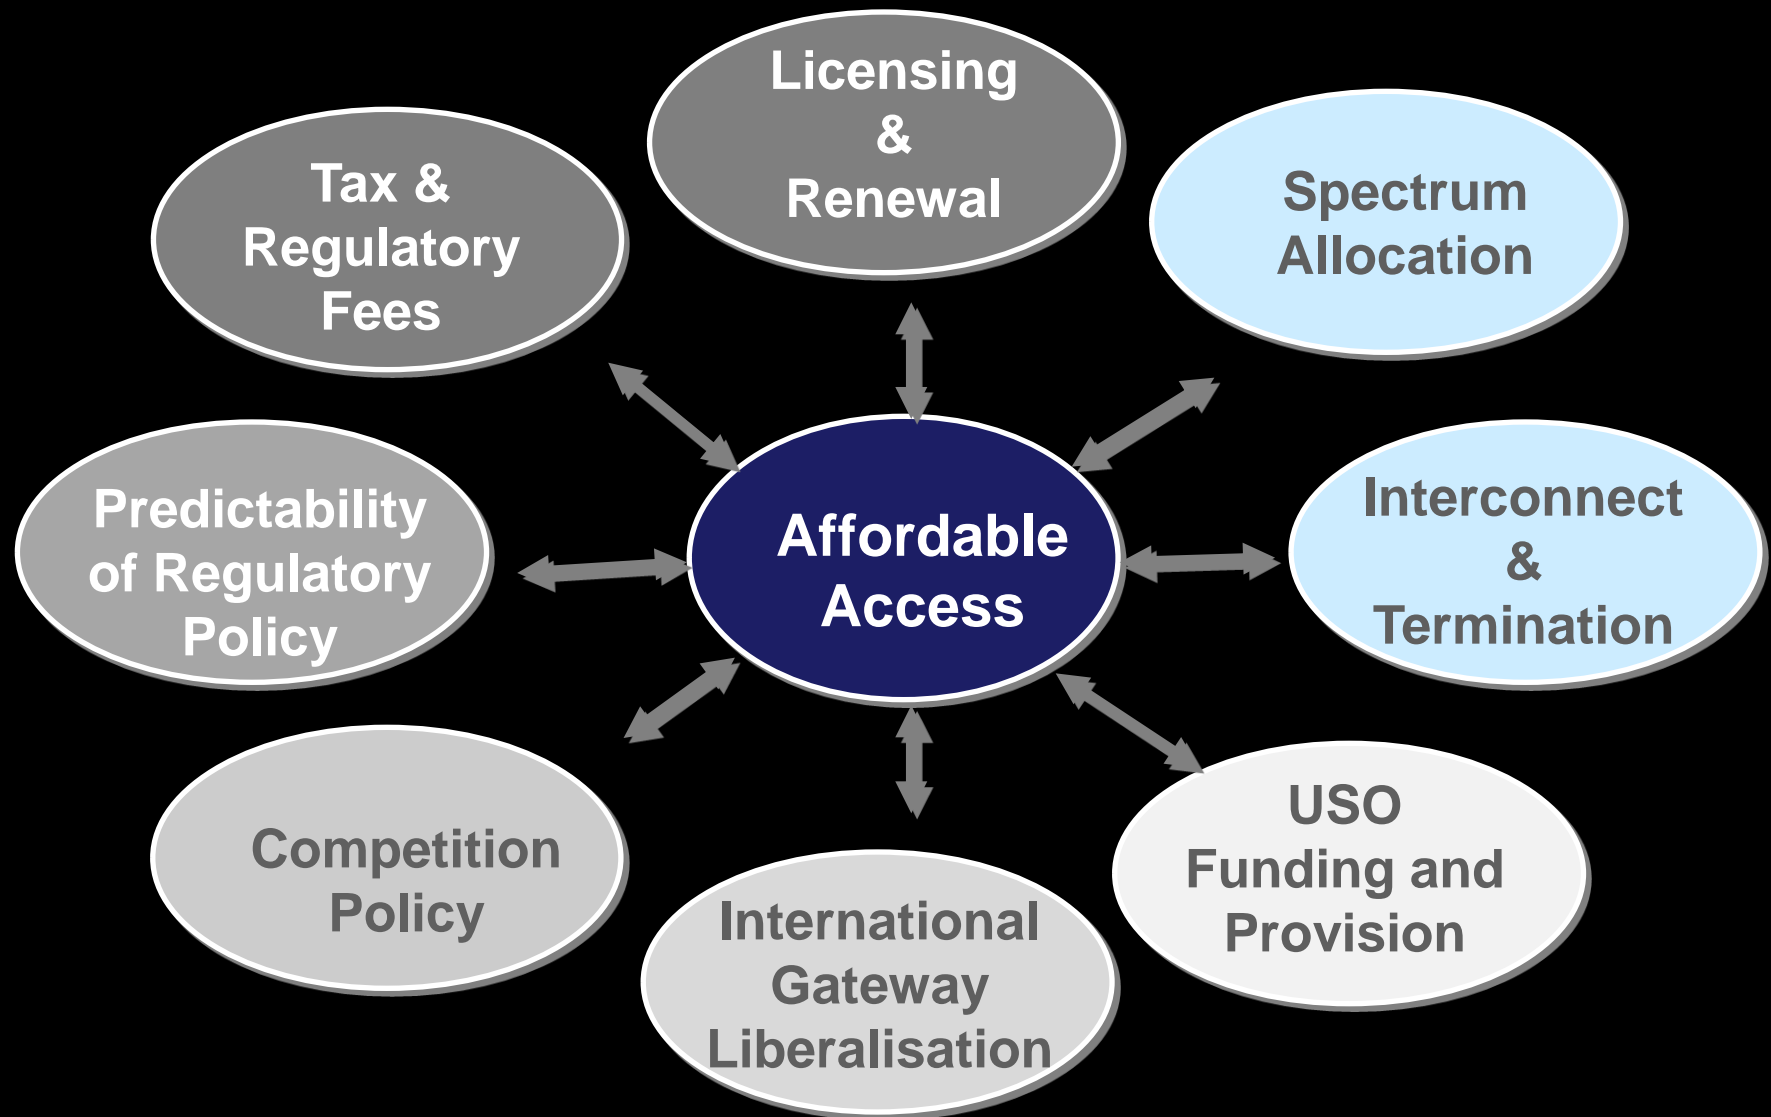 Licensing
&
Renewal
Tax &
Regulatory
Fees
Spectrum
Allocation
Predictability
of Regulatory
Policy
Affordable
Access
Interconnect
&
Termination
Competition
Policy
International
Gateway
Liberalisation
USO
Funding and
Provision